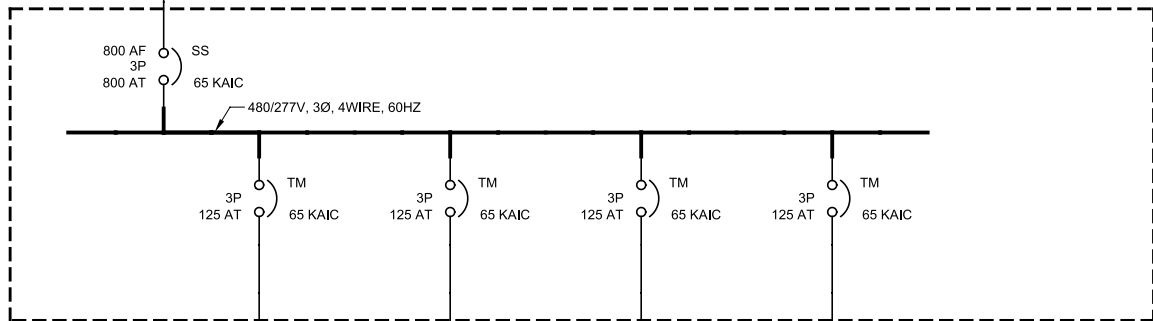 800 AF SS
3P
800 AT 65 KAIC
480/277V, 3Ø, 4WIRE, 60HZ
TM
3P
125 AT 65 KAIC
TM
3P
125 AT 65 KAIC
TM
3P
125 AT 65 KAIC
TM
3P
125 AT 65 KAIC